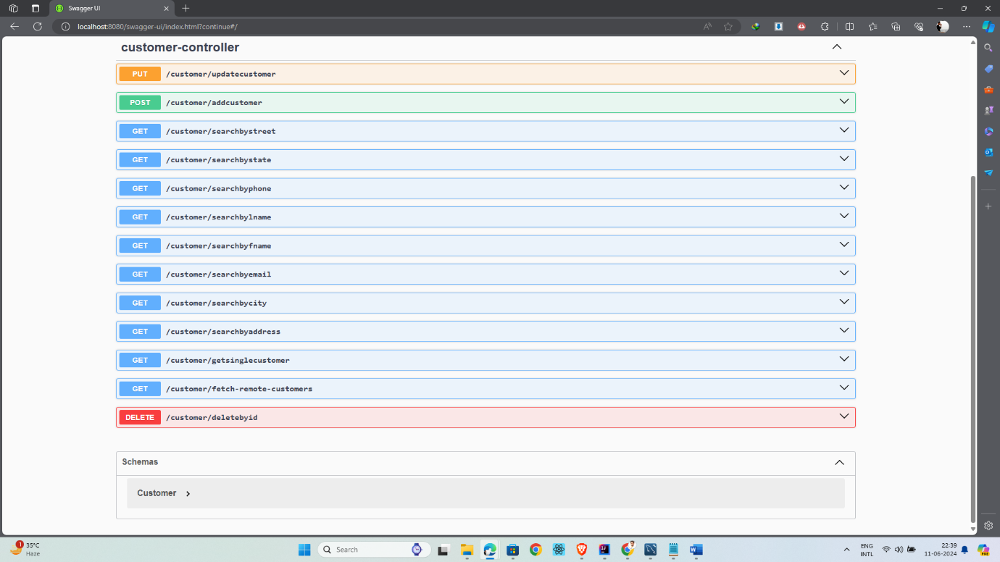 Swagger UI
localhost:8080/swagger-ui/index.html?continue#/
customer-controller
PUT /customer/updatecustomer
POST /customer/addcustomer
GET /customer/searchbystreet
GET /customer/searchbystate
GET /customer/searchbyphone
GET /customer/searchbylname
GET /customer/searchbyfname
GET /customer/searchbyemail
GET /customer/searchbycity
GET /customer/searchbyaddress
GET /customer/getsinglecustomer
GET /customer/fetch-remote-customers
DELETE /customer/deletebyid
Schemas
Customer
1
35°C
Haze
Search
ENG
INTL
22:39
11-06-2024